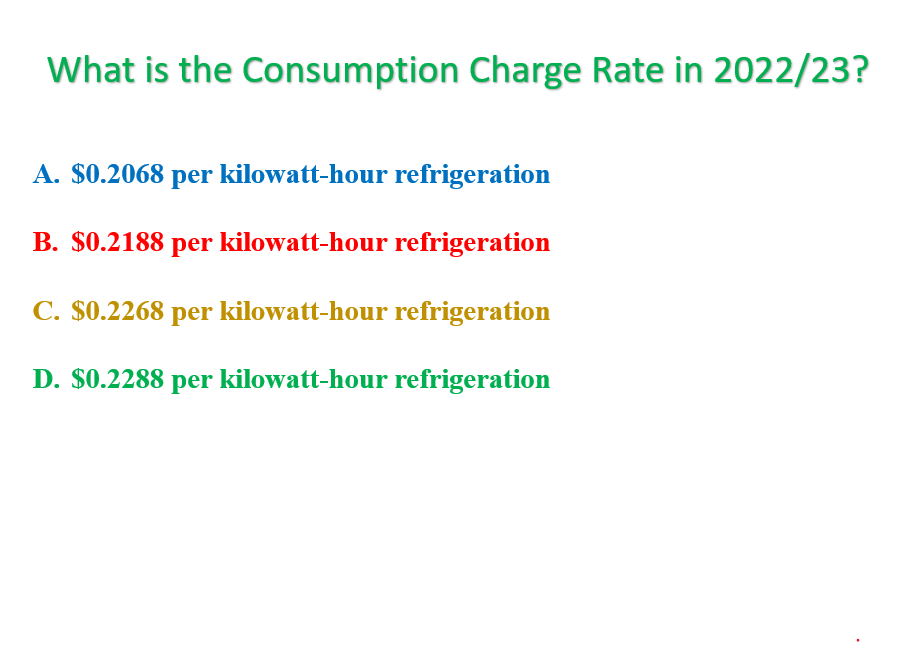 What is the Consumption Charge Rate in 2022/23?
A. $0.2068 per kilowatt-hour refrigeration
B. $0.2188 per kilowatt-hour refrigeration
C. $0.2268 per kilowatt-hour refrigeration
D. $0.2288 per kilowatt-hour refrigeration
.